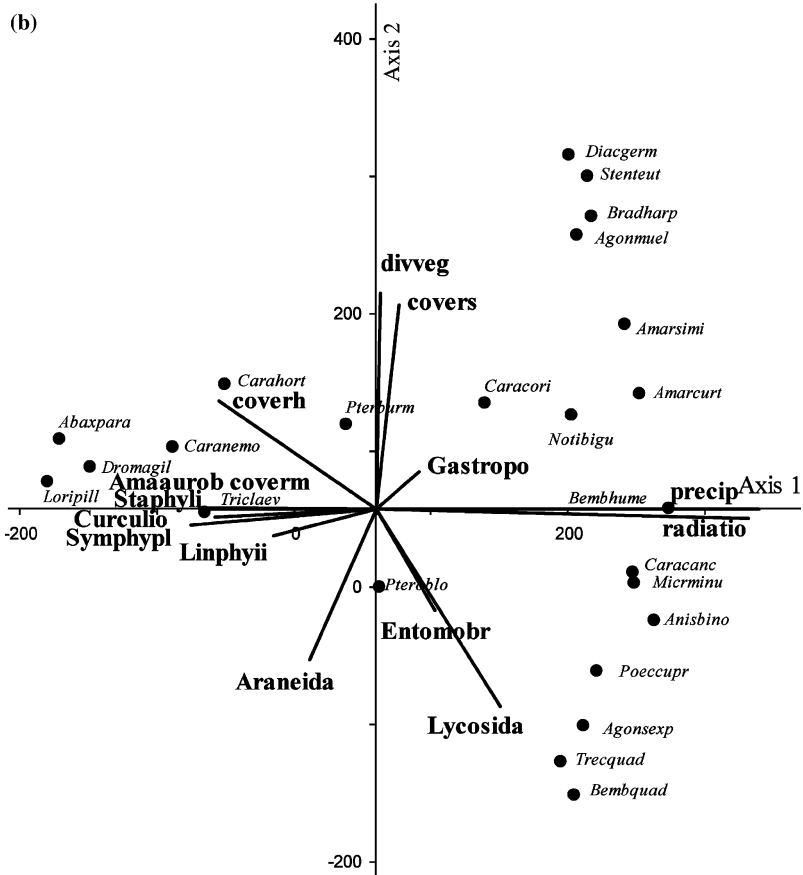 (b)
400
Axis 2
Diacgerm
Stenteut
Bradharp
Agonmuel
divveg
covers
200
Amarsimi
Carahort
coverh
Pterburm
Caracori
Amarcurt
Abaxpara
Caranemo
Notibigu
Dromagil
Gastropo
Loripill
Amaaurob coverm
Staphyli
Triclaev
Bembhume
precip
Axis 1
Curculio
Symphypl
Linphyii
radiatio
-200
0
200
Caracanc
Micrminu
0
Pteroblo
Anisbino
Entomobr
Araneida
Poeccupr
Lycosida
Agonsexp
Trecquad
Bembquad
-200